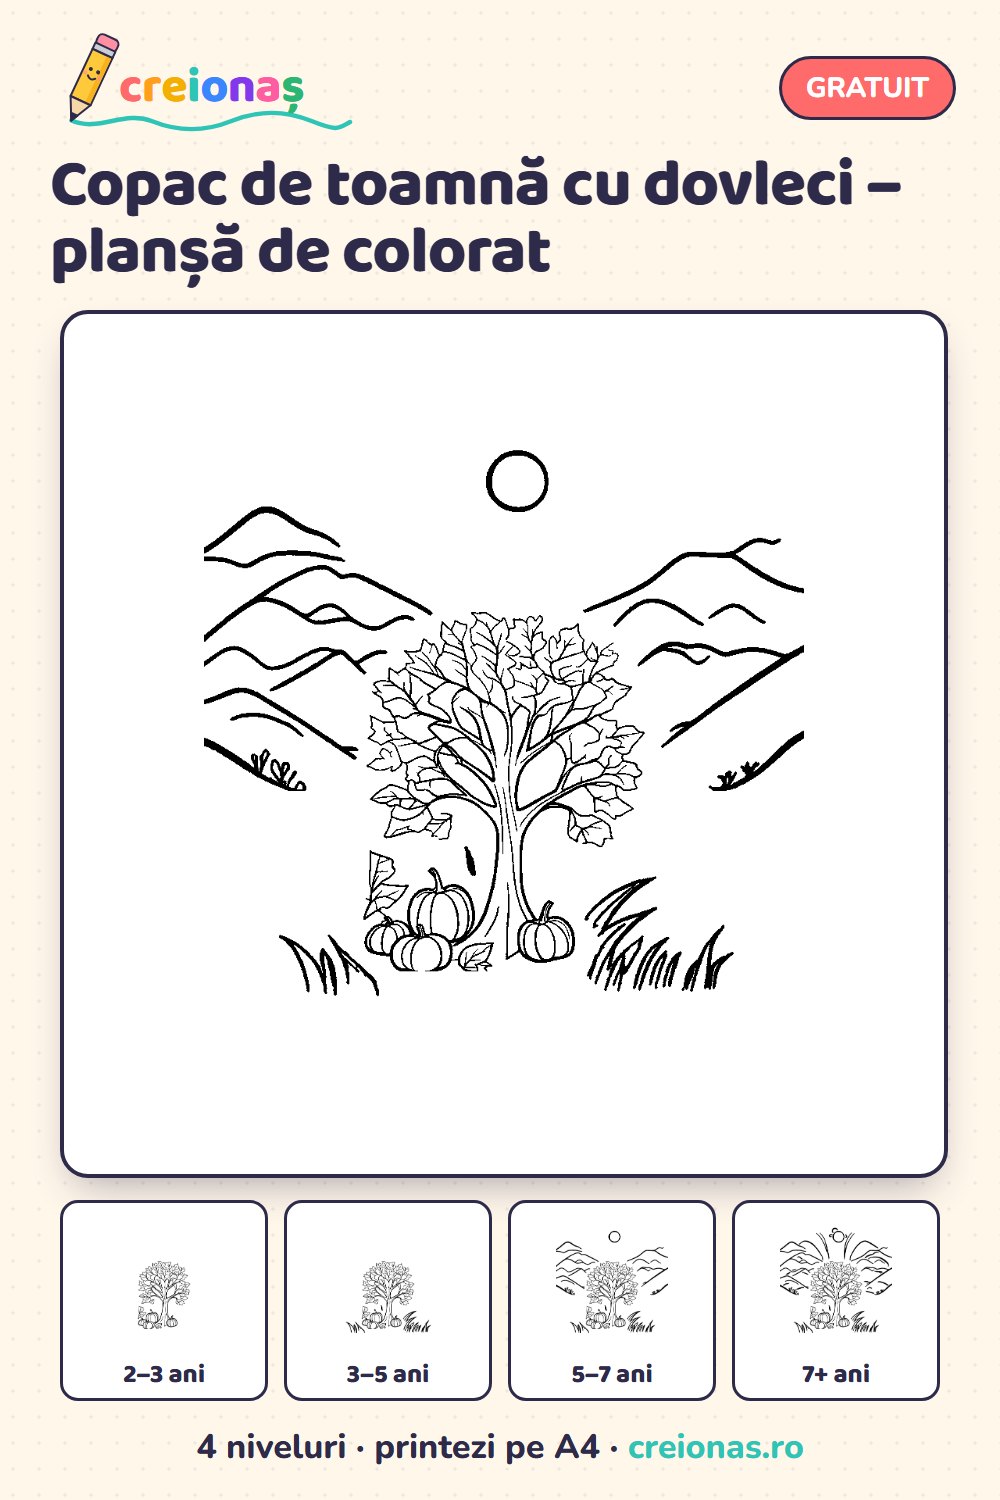 creionaș
GRATUIT
Copac de toamnă cu dovleci –
planșă de colorat
2–3 ani
3–5 ani
5–7 ani
7+ ani
4 niveluri · printezi pe A4 · creionas.ro